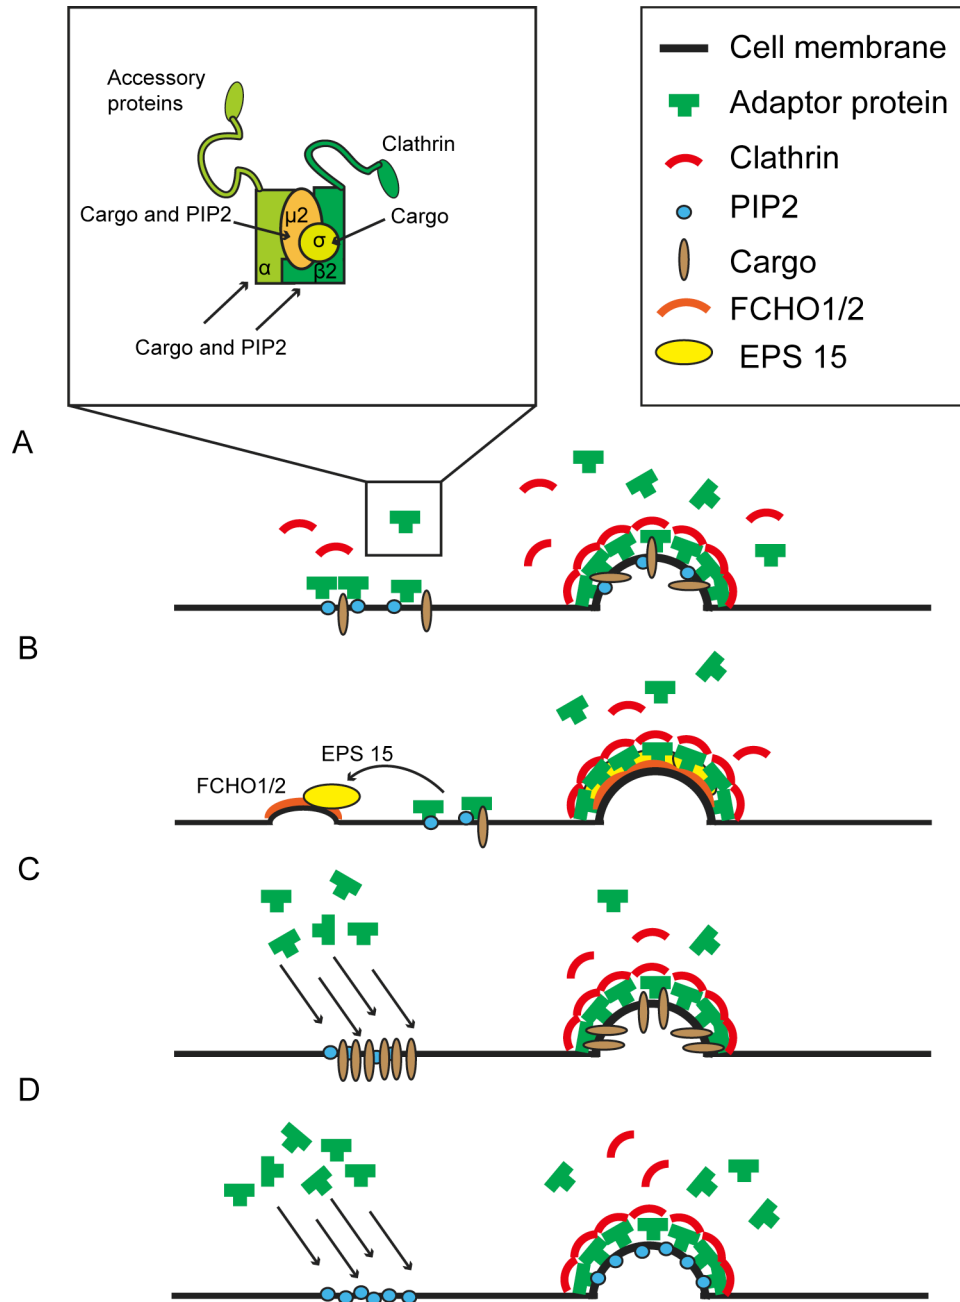 Accessory
proteins
Clathrin
Cargo and PIP2
μ2
Cargo
σ
α
β2
Cargo and PIP2
Cell membrane
Adaptor protein
Clathrin
PIP2
Cargo
FCHO1/2
EPS 15
A
B
EPS 15
FCHO1/2
C
D